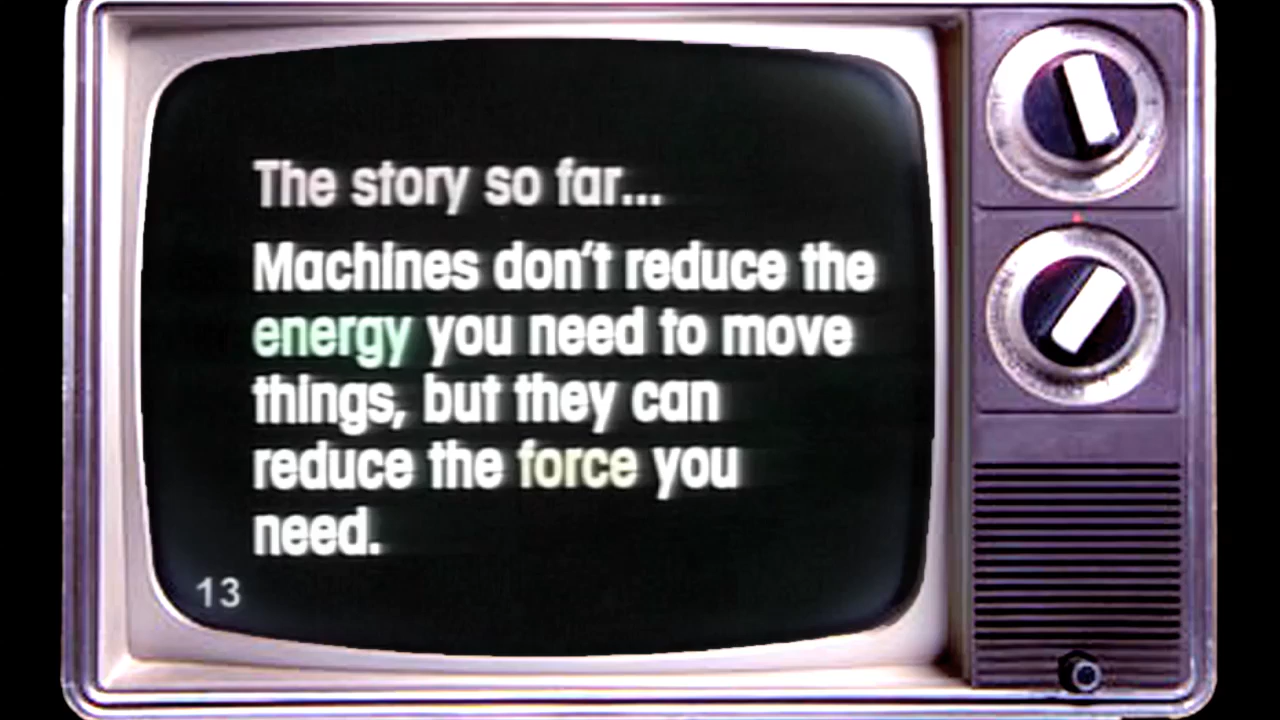 The story so far...
Machines don't reduce the
energy you need to move
things, but they can
reduce the force you
need.
13